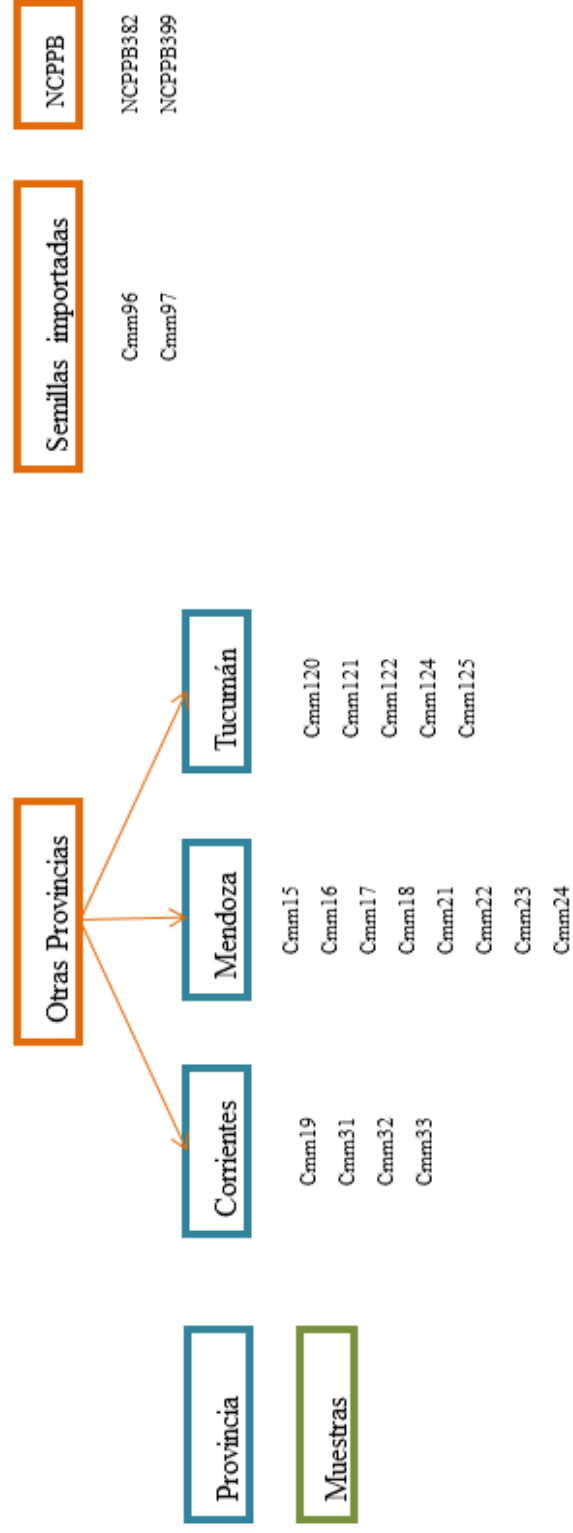 Otras Provincias
Semillas importadas
NCPPB
Cmm96
Cmm97
NCPPB382
NCPPB399
Provincia
Corrientes
Mendoza
Tucumán
Muestras
Cmm19
Cmm31
Cmm32
Cmm33
Cmm15
Cmm16
Cmm17
Cmm18
Cmm21
Cmm22
Cmm23
Cmm24
Cmm120
Cmm121
Cmm122
Cmm124
Cmm125